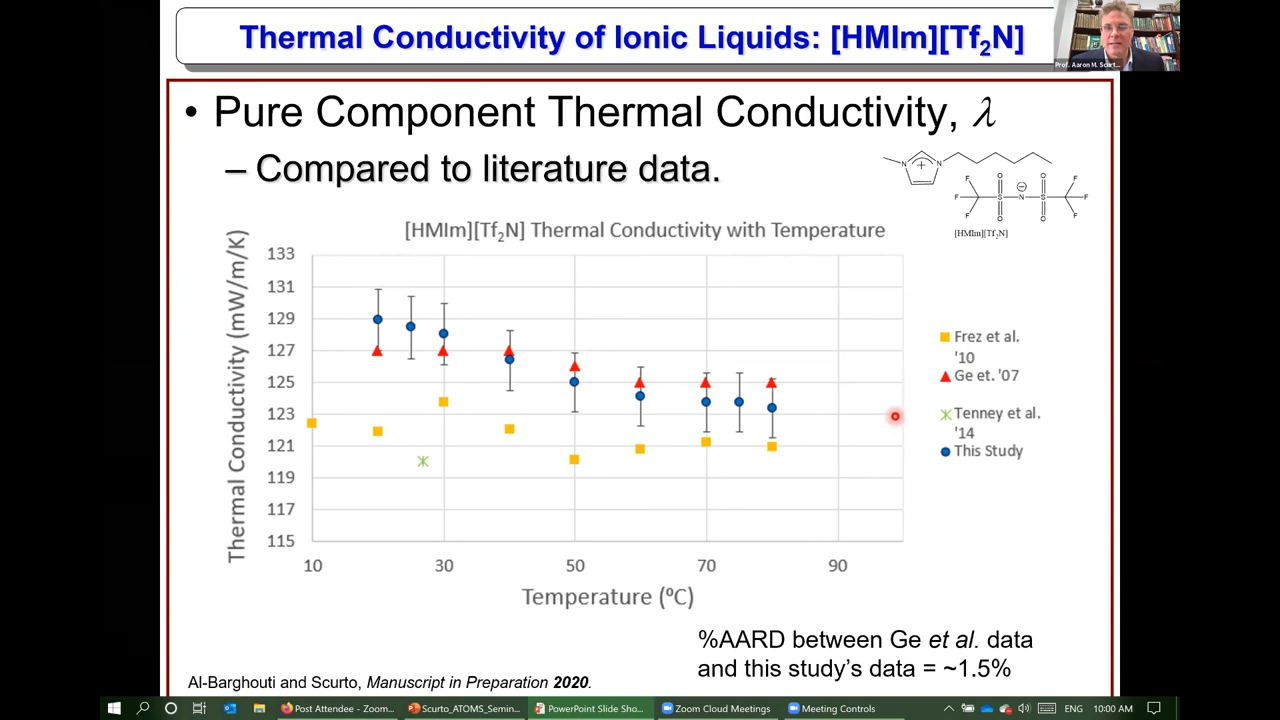 Thermal Conductivity of Ionic Liquids: [HMIm][Tf2N]
Prof. Aaron M. Scurt...
• Pure Component Thermal Conductivity, λ
– Compared to literature data.
N
+
N
F
O
⊖
O
F
F
S
N
S
F
F
O
O
F
[HMIm][Tf2N]
[HMIm][Tf2N] Thermal Conductivity with Temperature
Thermal Conductivity (mW/m/K)
133
131
129
127
125
123
121
119
117
115
10
30
50
70
90
Temperature (ºC)
Frez et al.
'10
Ge et. '07
Tenney et al.
'14
This Study
%AARD between Ge et al. data
and this study's data = ~1.5%
Al-Barghouti and Scurto, Manuscript in Preparation 2020.
Post Attendee - Zoom...
Scurto_ATOMS_Semin...
PowerPoint Slide Sho...
Zoom Cloud Meetings
Meeting Controls
ENG
10:00 AM